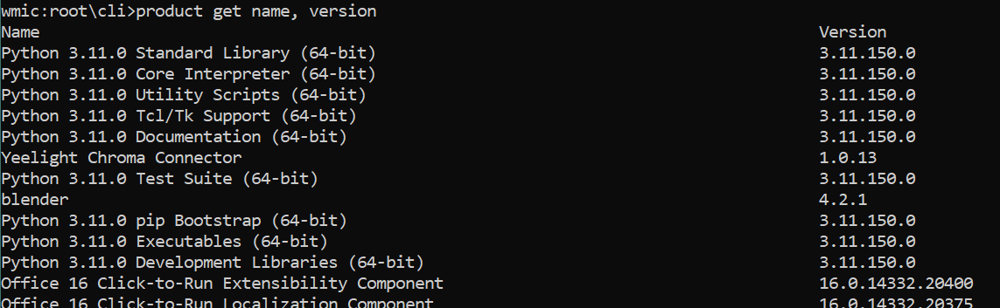 wmic:root\cli>product get name, version
Name Version
Python 3.11.0 Standard Library (64-bit) 3.11.150.0
Python 3.11.0 Core Interpreter (64-bit) 3.11.150.0
Python 3.11.0 Utility Scripts (64-bit) 3.11.150.0
Python 3.11.0 Tcl/Tk Support (64-bit) 3.11.150.0
Python 3.11.0 Documentation (64-bit) 3.11.150.0
Yeelight Chroma Connector 1.0.13
Python 3.11.0 Test Suite (64-bit) 3.11.150.0
blender 4.2.1
Python 3.11.0 pip Bootstrap (64-bit) 3.11.150.0
Python 3.11.0 Executables (64-bit) 3.11.150.0
Python 3.11.0 Development Libraries (64-bit) 3.11.150.0
Office 16 Click-to-Run Extensibility Component 16.0.14332.20400
Office 16 Click-to-Run Localization Component 16.0.14332.20375